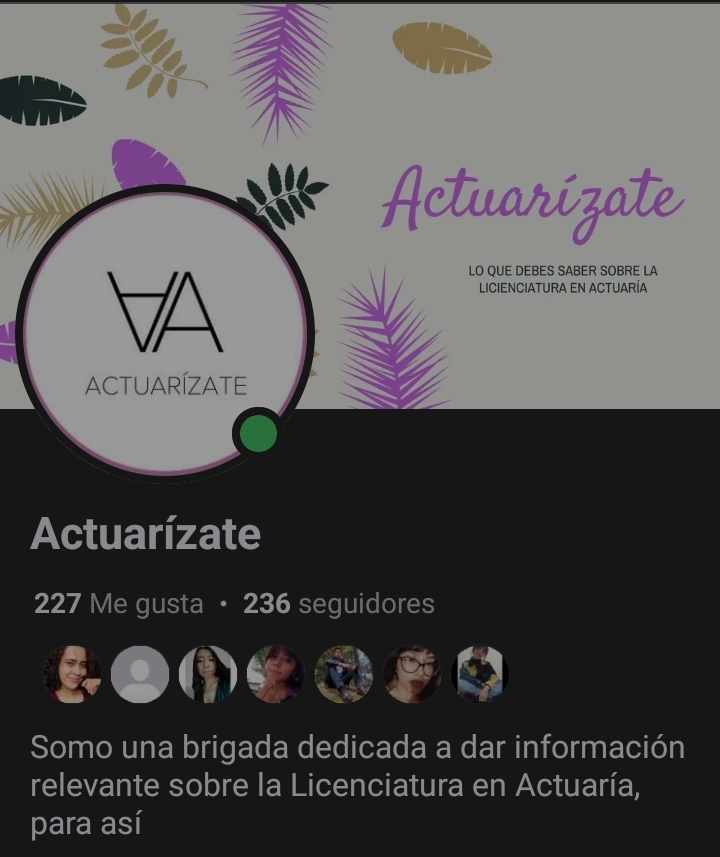 Actuarízate
LO QUE DEBES SABER SOBRE LA
LICIENCIATURA EN ACTUARÍA
AA
ACTUARÍZATE
Actuarízate
227 Me gusta • 236 seguidores
Somo una brigada dedicada a dar información
relevante sobre la Licenciatura en Actuaría,
para así